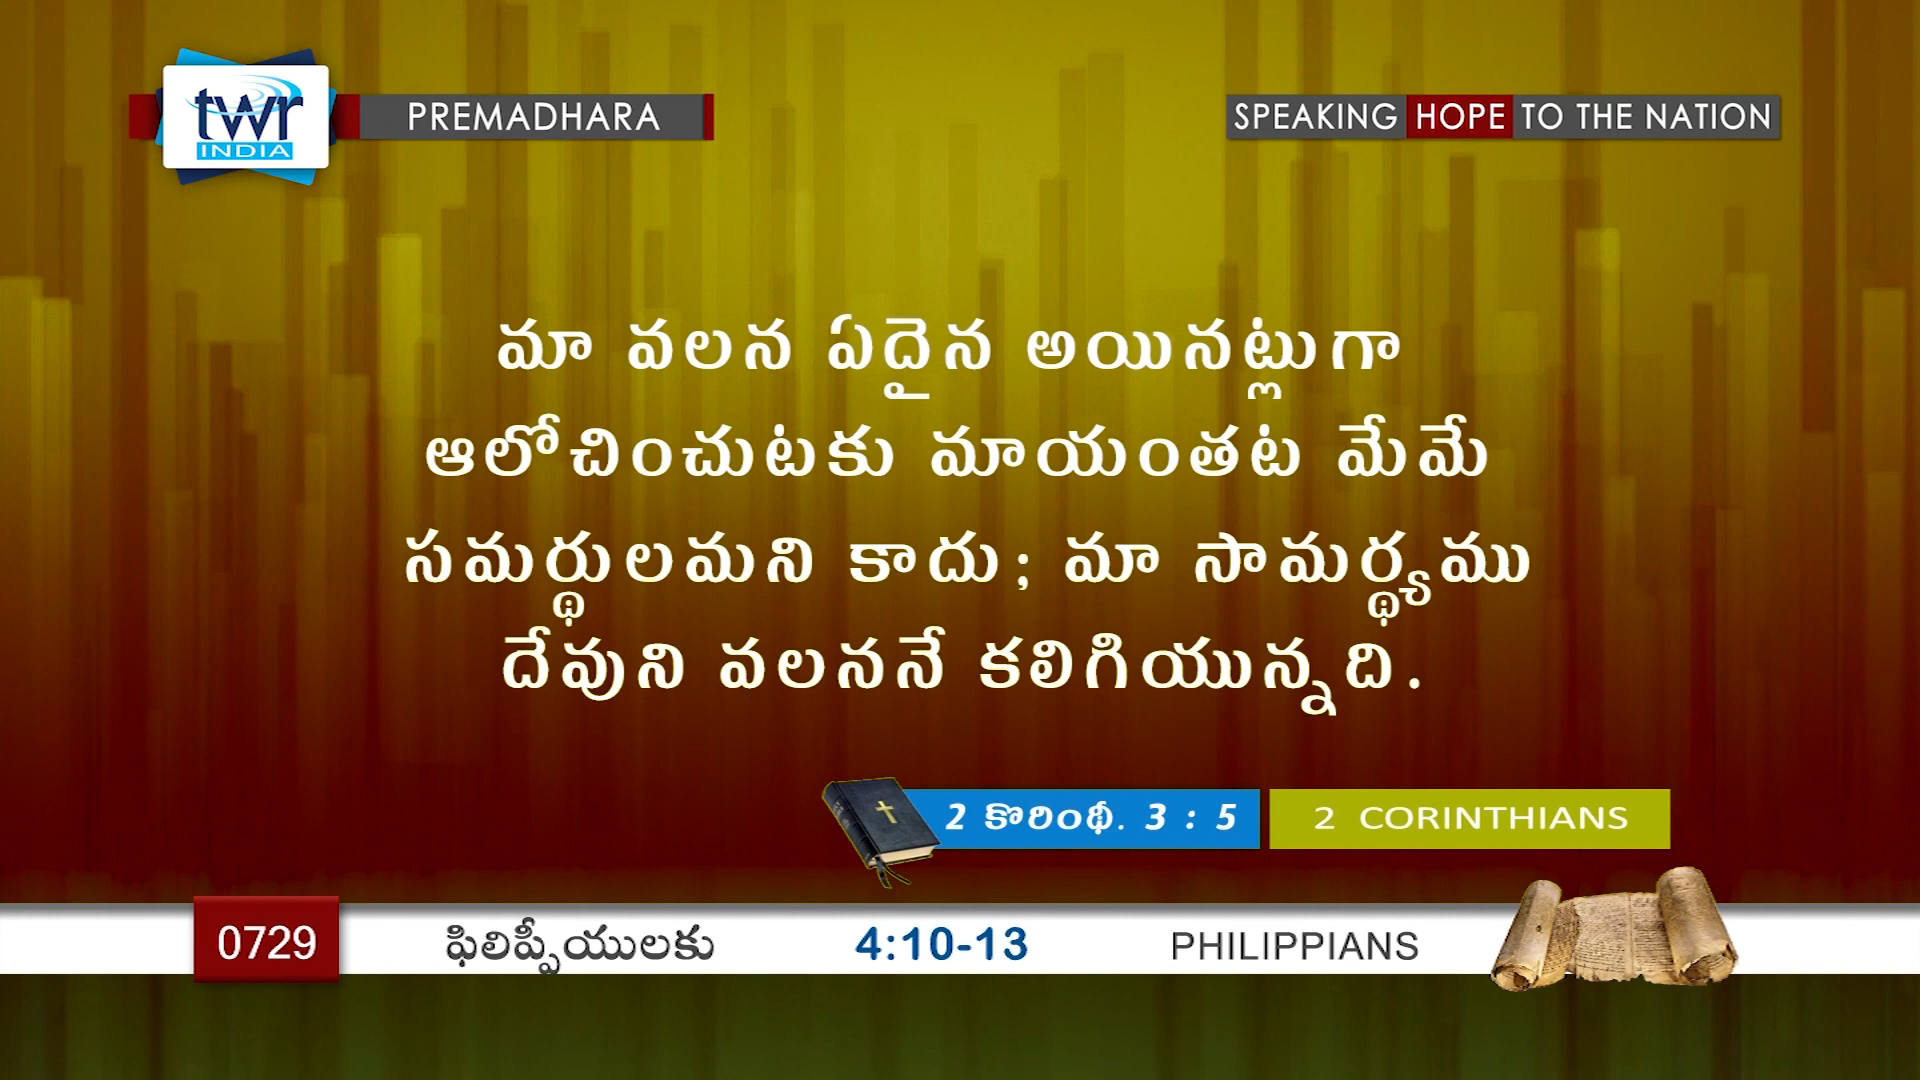 twr
INDIA
PREMADHARA
SPEAKING HOPE TO THE NATION
మా వలన ఏదైన అయినట్లుగా
ఆలోచించుటకు మాయంతట మేమే
సమర్థులమని కాదు; మా సామర్థ్యము
దేవుని వలననే కలిగియున్నది.
2 కొరింథీ. 3 : 5
2 CORINTHIANS
0729
ఫిలిప్పీయులకు
4:10-13
PHILIPPIANS